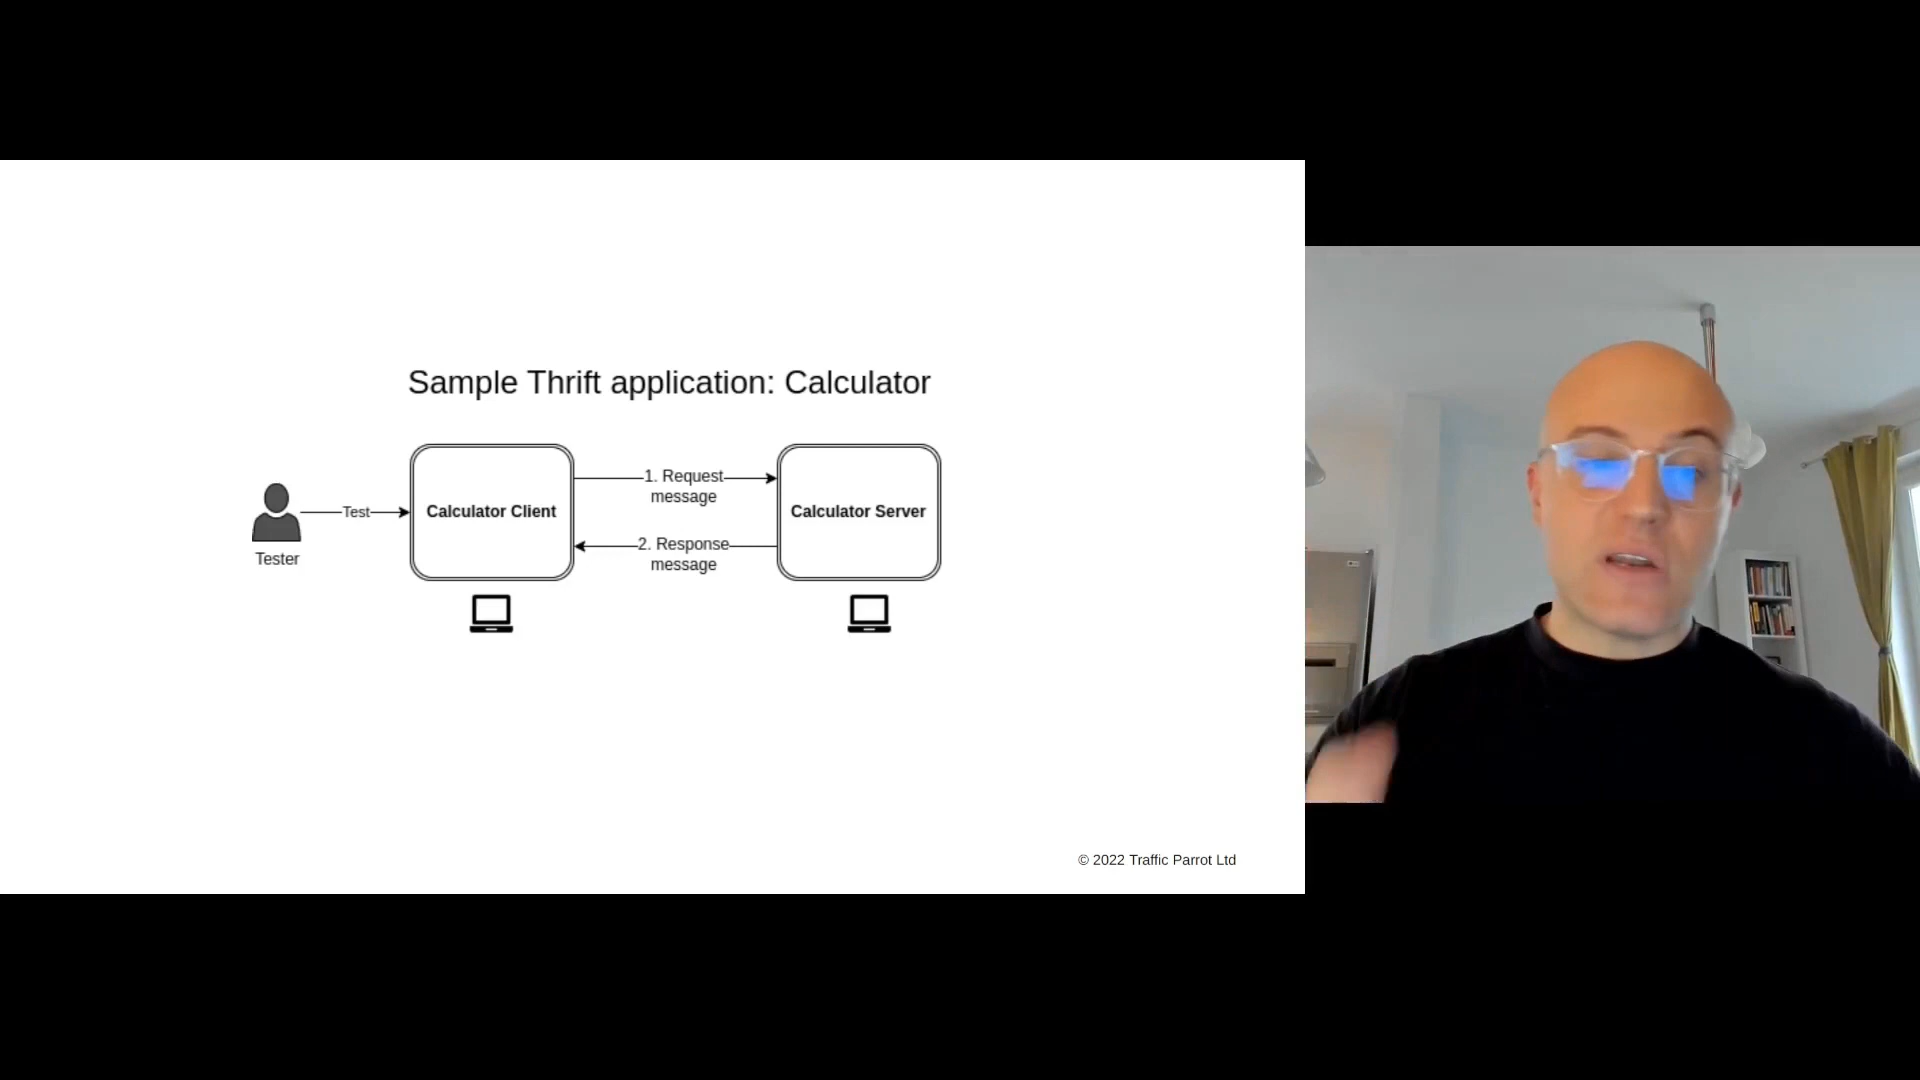 Sample Thrift application: Calculator
Test
Tester
Calculator Client
1. Request
message
2. Response
message
Calculator Server
© 2022 Traffic Parrot Ltd